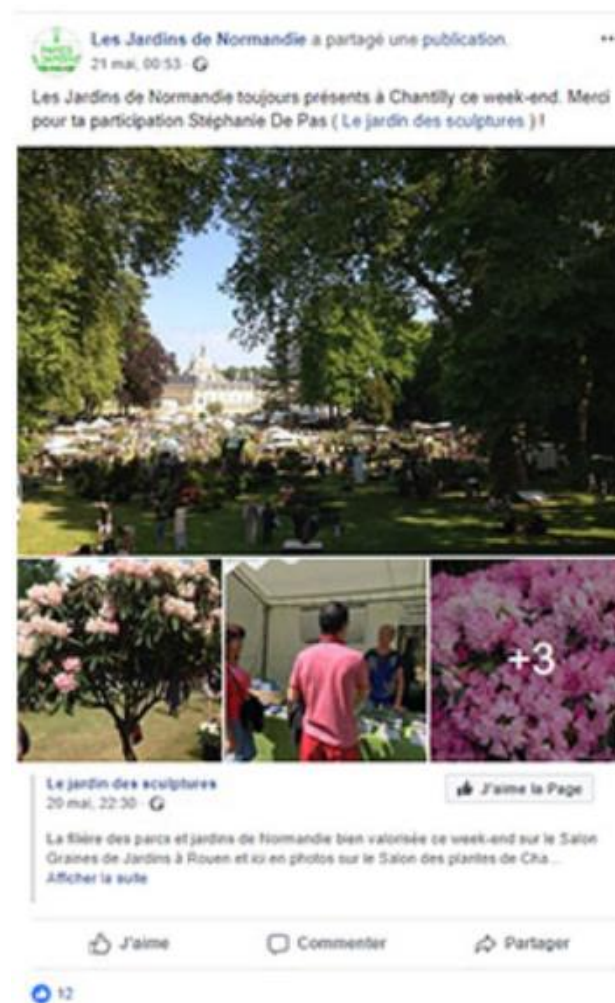 Les Jardins de Normandie a partagé une publication.
21 mai, 00:53
Les Jardins de Normandie toujours présents à Chantilly ce week-end. Merci
pour ta participation Stéphanie De Pas ( Le jardin des sculptures ) !
+3
Le jardin des sculptures
20 mai, 22:30
J'aime la Page
La filière des parcs et jardins de Normandie bien valorisée ce week-end sur le Salon
Graines de Jardins à Rouen et ici en photos sur le Salon des plantes de Cha...
Afficher la suite
J'aime
Commenter
Partager
12